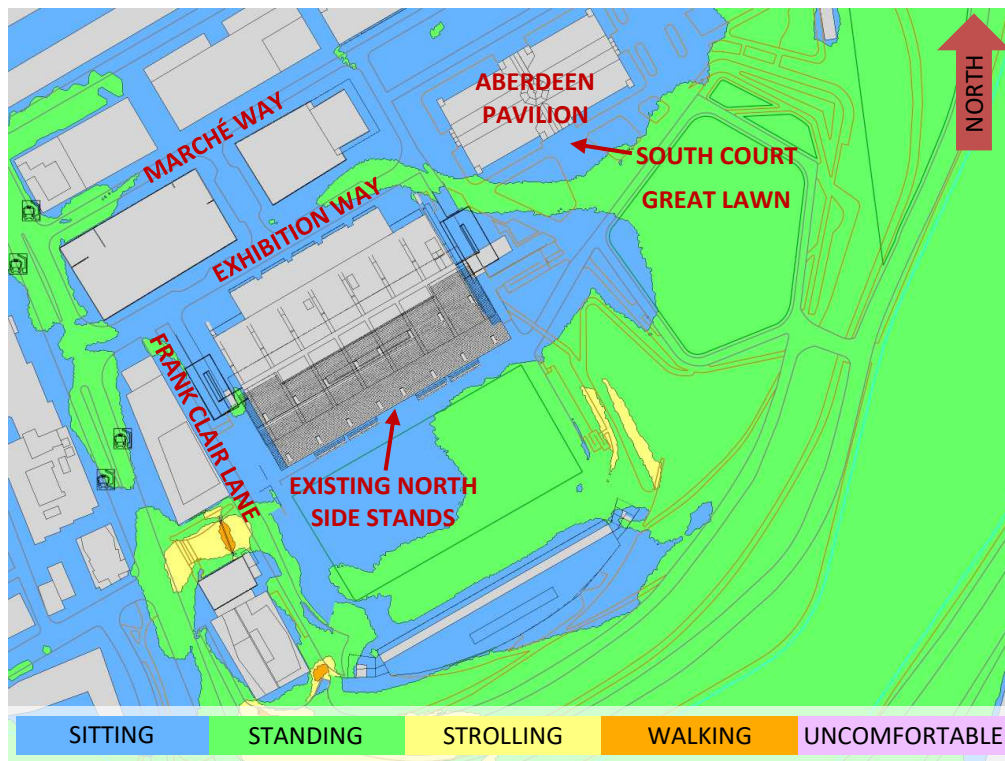 NORTH
ABERDEEN
PAVILION
MARCHÉ WAY
SOUTH COURT
GREAT LAWN
EXHIBITION WAY
FRANK CLAIR LANE
EXISTING NORTH
SIDE STANDS
SITTING
STANDING
STROLLING
WALKING
UNCOMFORTABLE